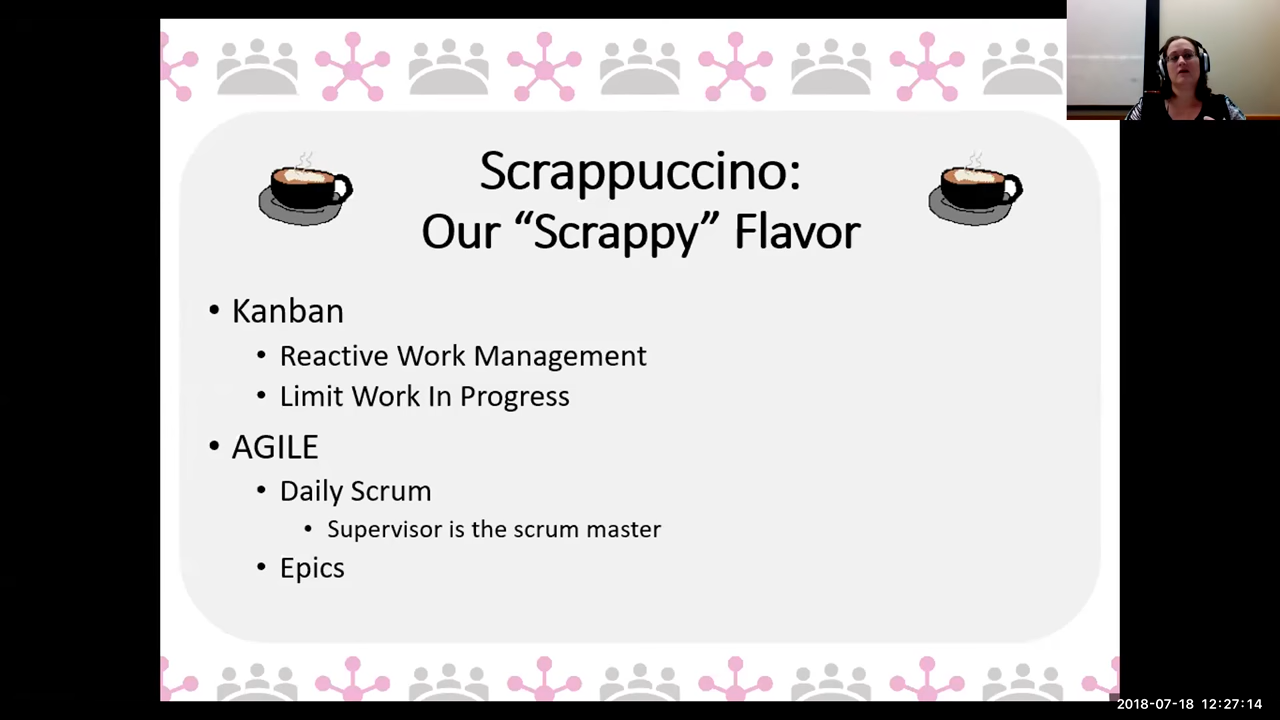 Scrappuccino:
Our “Scrappy” Flavor
• Kanban
• Reactive Work Management
• Limit Work In Progress
• AGILE
• Daily Scrum
• Supervisor is the scrum master
• Epics
2018-07-18 12:27:14